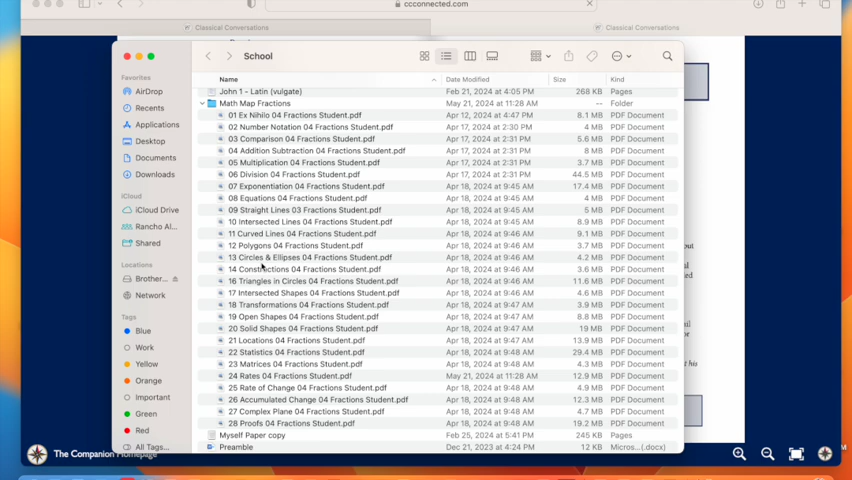 ccconnected.com
Classical Conversations
Classical Conversations
School
Favorites
AirDrop
Recents
Applications
Desktop
Documents
Downloads
iCloud
iCloud Drive
Rancho Al...
Shared
Locations
Brother...
Network
Tags
Blue
Work
Yellow
Orange
Important
Green
Red
All Tags...
Name Date Modified Size Kind
John 1 - Latin (vulgate) Feb 21, 2024 at 4:05 PM 268 KB Pages
Math Map Fractions May 21, 2024 at 11:28 AM -- Folder
01 Ex Nihilo 04 Fractions Student.pdf Apr 12, 2024 at 4:47 PM 8.1 MB PDF Document
02 Number Notation 04 Fractions Student.pdf Apr 17, 2024 at 2:30 PM 4 MB PDF Document
03 Comparison 04 Fractions Student.pdf Apr 17, 2024 at 2:31 PM 5.6 MB PDF Document
04 Addition Subtraction 04 Fractions Student.pdf Apr 17, 2024 at 2:31 PM 8 MB PDF Document
05 Multiplication 04 Fractions Student.pdf Apr 17, 2024 at 2:31 PM 3.7 MB PDF Document
06 Division 04 Fractions Student.pdf Apr 17, 2024 at 2:31 PM 44.5 MB PDF Document
07 Exponentiation 04 Fractions Student.pdf Apr 18, 2024 at 9:45 AM 17.4 MB PDF Document
08 Equations 04 Fractions Student.pdf Apr 18, 2024 at 9:45 AM 4 MB PDF Document
09 Straight Lines 03 Fractions Student.pdf Apr 18, 2024 at 9:45 AM 5 MB PDF Document
10 Intersected Lines 04 Fractions Student.pdf Apr 18, 2024 at 9:45 AM 8.9 MB PDF Document
11 Curved Lines 04 Fractions Student.pdf Apr 18, 2024 at 9:45 AM 9.1 MB PDF Document
12 Polygons 04 Fractions Student.pdf Apr 18, 2024 at 9:46 AM 3.7 MB PDF Document
13 Circles & Ellipses 04 Fractions Student.pdf Apr 18, 2024 at 9:46 AM 4.2 MB PDF Document
14 Constructions 04 Fractions Student.pdf Apr 18, 2024 at 9:46 AM 3.6 MB PDF Document
16 Triangles in Circles 04 Fractions Student.pdf Apr 18, 2024 at 9:46 AM 11.6 MB PDF Document
17 Intersected Shapes 04 Fractions Student.pdf Apr 18, 2024 at 9:47 AM 4.8 MB PDF Document
18 Transformations 04 Fractions Student.pdf Apr 18, 2024 at 9:47 AM 3.9 MB PDF Document
19 Open Shapes 04 Fractions Student.pdf Apr 18, 2024 at 9:47 AM 8.8 MB PDF Document
20 Solid Shapes 04 Fractions Student.pdf Apr 18, 2024 at 9:47 AM 19 MB PDF Document
21 Locations 04 Fractions Student.pdf Apr 18, 2024 at 9:47 AM 13.9 MB PDF Document
22 Statistics 04 Fractions Student.pdf Apr 18, 2024 at 9:48 AM 29.4 MB PDF Document
23 Matrices 04 Fractions Student.pdf Apr 18, 2024 at 9:48 AM 4.3 MB PDF Document
24 Rates 04 Fractions Student.pdf May 21, 2024 at 11:28 AM 12.9 MB PDF Document
25 Rate of Change 04 Fractions Student.pdf Apr 18, 2024 at 9:48 AM 4.9 MB PDF Document
26 Accumulated Change 04 Fractions Student.pdf Apr 18, 2024 at 9:48 AM 12.3 MB PDF Document
27 Complex Plane 04 Fractions Student.pdf Apr 18, 2024 at 9:48 AM 4.7 MB PDF Document
28 Proofs 04 Fractions Student.pdf Apr 18, 2024 at 9:48 AM 19.2 MB PDF Document
Myself Paper copy Feb 25, 2024 at 5:41 PM 245 KB Pages
Preamble Dec 21, 2023 at 4:24 PM 12 KB Micros...(.docx)
The Companion Homepage